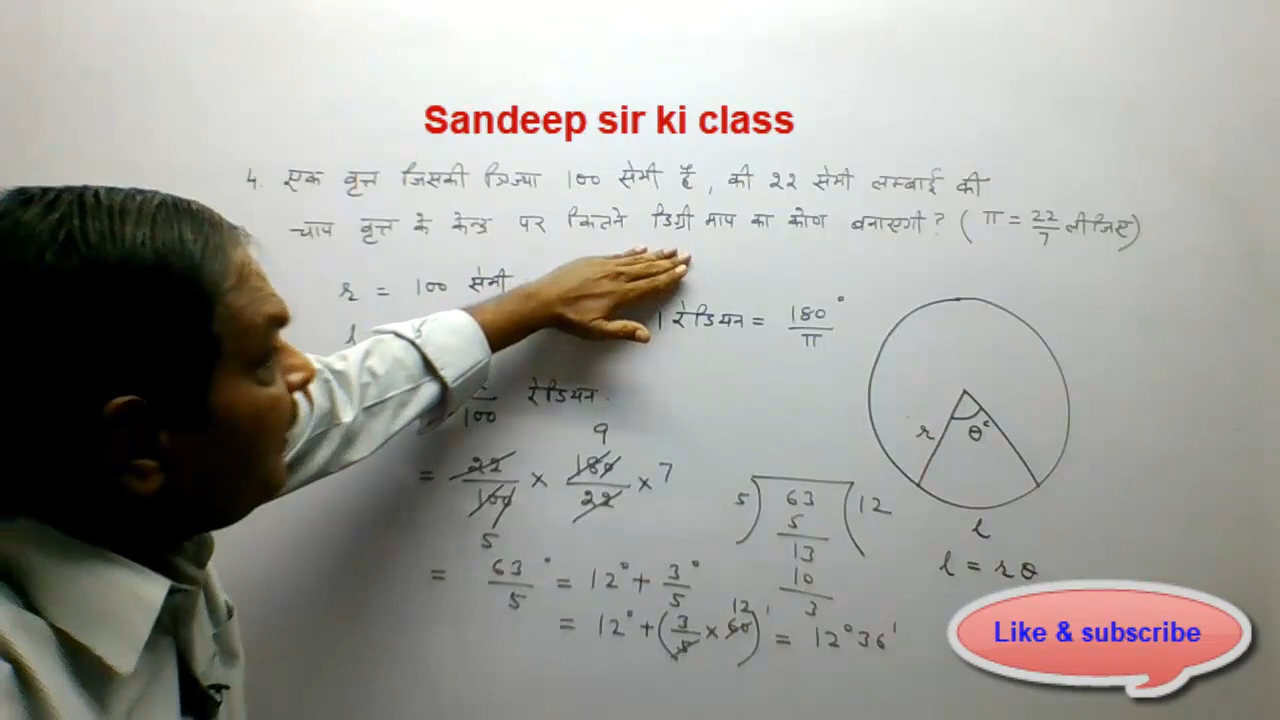 Sandeep sir ki class
4. एक वृत्त जिसकी त्रिज्या 100 सेमी है, की 22 सेमी लम्बाई की
चाप वृत्त के केन्द्र पर कितने डिग्री माप का कोण बनाएगी? (π = 22/7 लीजिए)
r = 100 सेमी
1 रेडियन = 180°/π
l
/100 रेडियन.
= 22/100 × 180/22 × 7
9
5
5) 63 (12
5
13
10
3
= 63°/5 = 12° + 3°/5
= 12° + (3/5 × 60)' = 12°36'
12
r
θᶜ
l
l = rθ
Like & subscribe